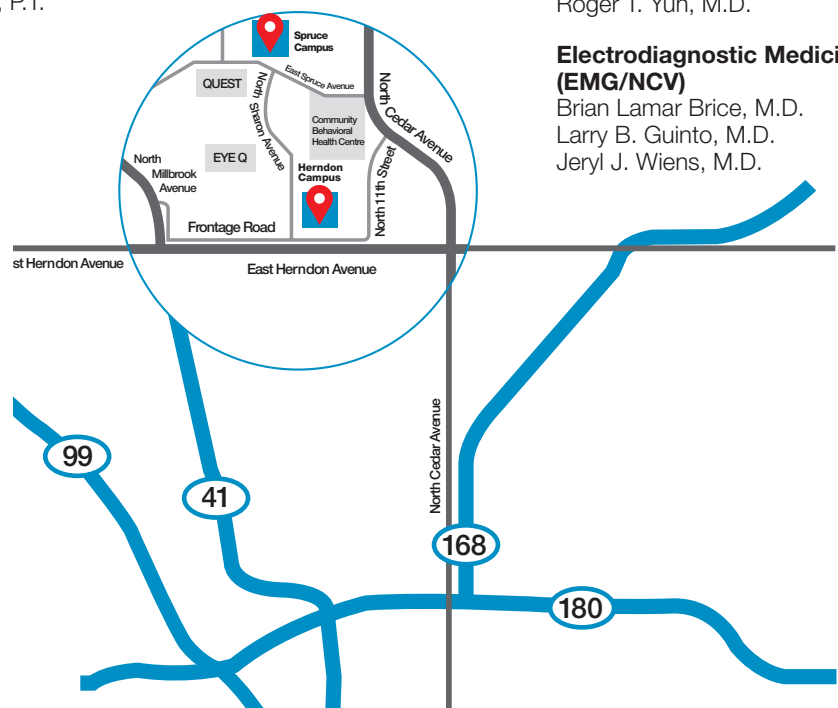 , P.T.
Roger T. Yun, M.D.
Electrodiagnostic Medici
(EMG/NCV)
Brian Lamar Brice, M.D.
Larry B. Guinto, M.D.
Jeryl J. Wiens, M.D.
Spruce
Campus
East Spruce Avenue
QUEST
North Sharon Avenue
North Cedar Avenue
Community
Behavioral
Health Centre
EYE Q
North
Millbrook
Avenue
Herndon
Campus
North 11th Street
Frontage Road
st Herndon Avenue
East Herndon Avenue
North Cedar Avenue
99
41
168
180